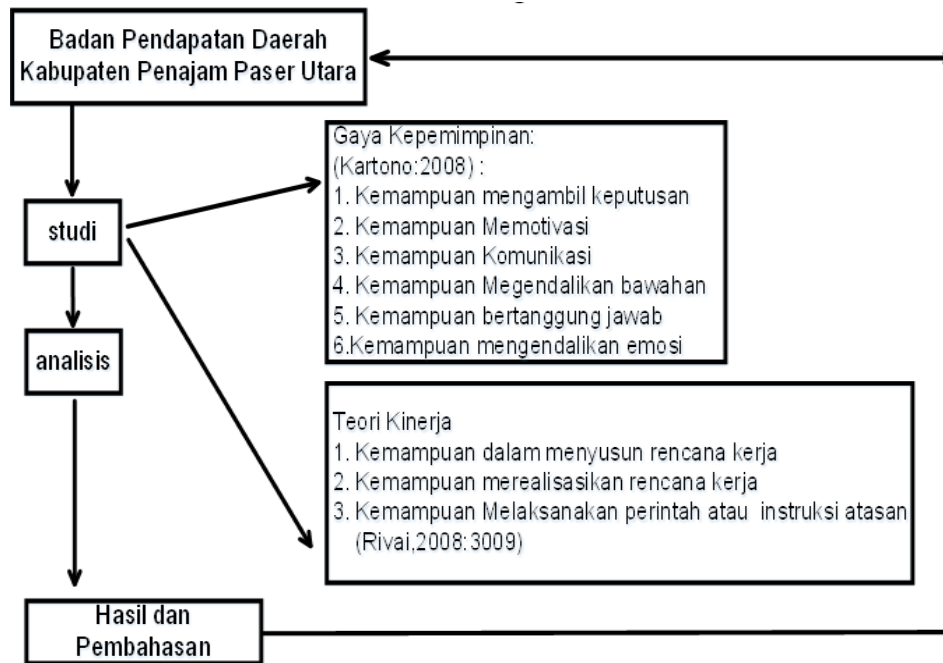 Badan Pendapatan Daerah
Kabupaten Penajam Paser Utara
Gaya Kepemimpinan:
(Kartono:2008) :
1. Kemampuan mengambil keputusan
2. Kemampuan Memotivasi
3. Kemampuan Komunikasi
4. Kemampuan Megendalikan bawahan
5. Kemampuan bertanggung jawab
6.Kemampuan mengendalikan emosi
studi
analisis
Teori Kinerja
1. Kemampuan dalam menyusun rencana kerja
2. Kemampuan merealisasikan rencana kerja
3. Kemampuan Melaksanakan perintah atau instruksi atasan
(Rivai,2008:3009)
Hasil dan
Pembahasan